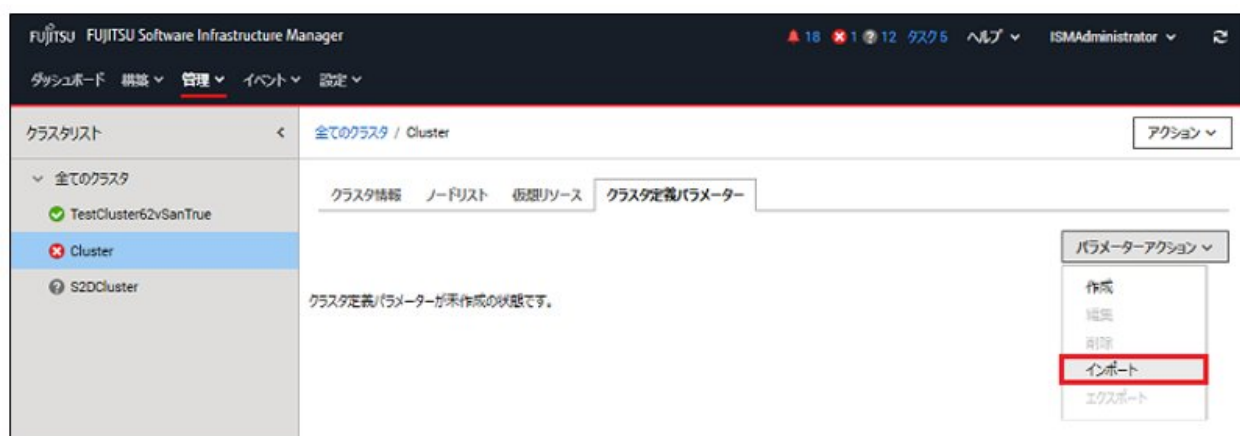 FUJITSU FUJITSU Software Infrastructure Manager 18 1 12 タスク 5 ヘルプ ISMAdministrator
ダッシュボード 構築 管理 イベント 設定
クラスタリスト 全てのクラスタ / Cluster アクション
全てのクラスタ
クラスタ情報 ノードリスト 仮想リソース クラスタ定義パラメーター
TestCluster62vSanTrue
Cluster パラメーターアクション
S2DCluster 作成
クラスタ定義パラメーターが未作成の状態です。
編集
削除
インポート
エクスポート